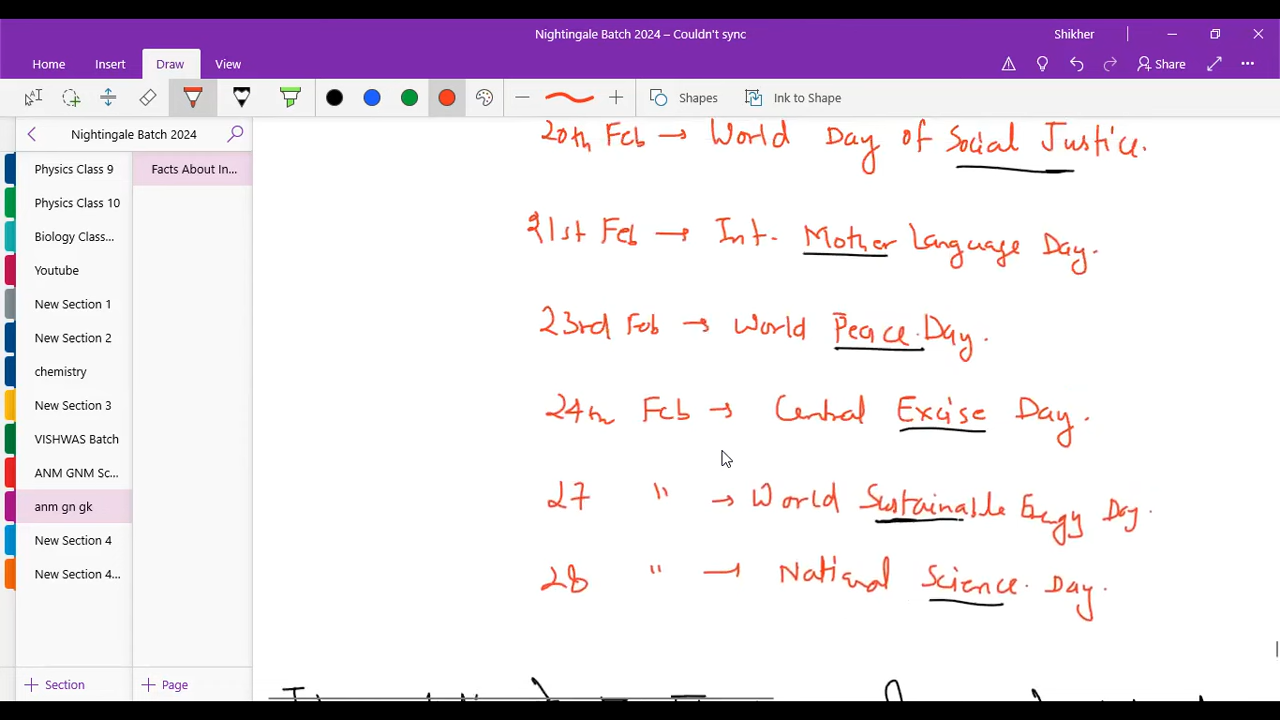 Nightingale Batch 2024 – Couldn't sync
Shikher
Home Insert Draw View
Share
Shapes
Ink to Shape
Nightingale Batch 2024
Physics Class 9
Physics Class 10
Biology Class...
Youtube
New Section 1
New Section 2
chemistry
New Section 3
VISHWAS Batch
ANM GNM Sc...
anm gn gk
New Section 4
New Section 4...
Section
Facts About In...
Page
20th Feb → World Day of Social Justice.
21st Feb → Int. Mother Language Day.
23rd Feb → World Peace Day.
24th Feb → Central Excise Day.
27 " → World Sustainable Energy Day.
28 " → National Science Day.